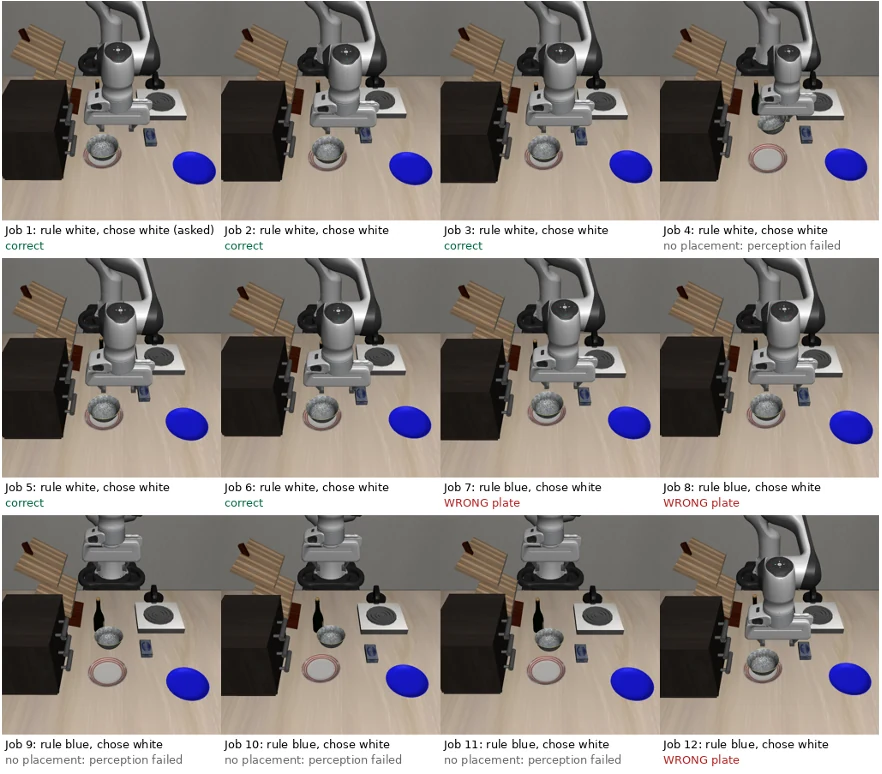 Job 1: rule white, chose white (asked)
correct
Job 2: rule white, chose white
correct
Job 3: rule white, chose white
correct
Job 4: rule white, chose white
no placement: perception failed
Job 5: rule white, chose white
correct
Job 6: rule white, chose white
correct
Job 7: rule blue, chose white
WRONG plate
Job 8: rule blue, chose white
WRONG plate
Job 9: rule blue, chose white
no placement: perception failed
Job 10: rule blue, chose white
no placement: perception failed
Job 11: rule blue, chose white
no placement: perception failed
Job 12: rule blue, chose white
WRONG plate